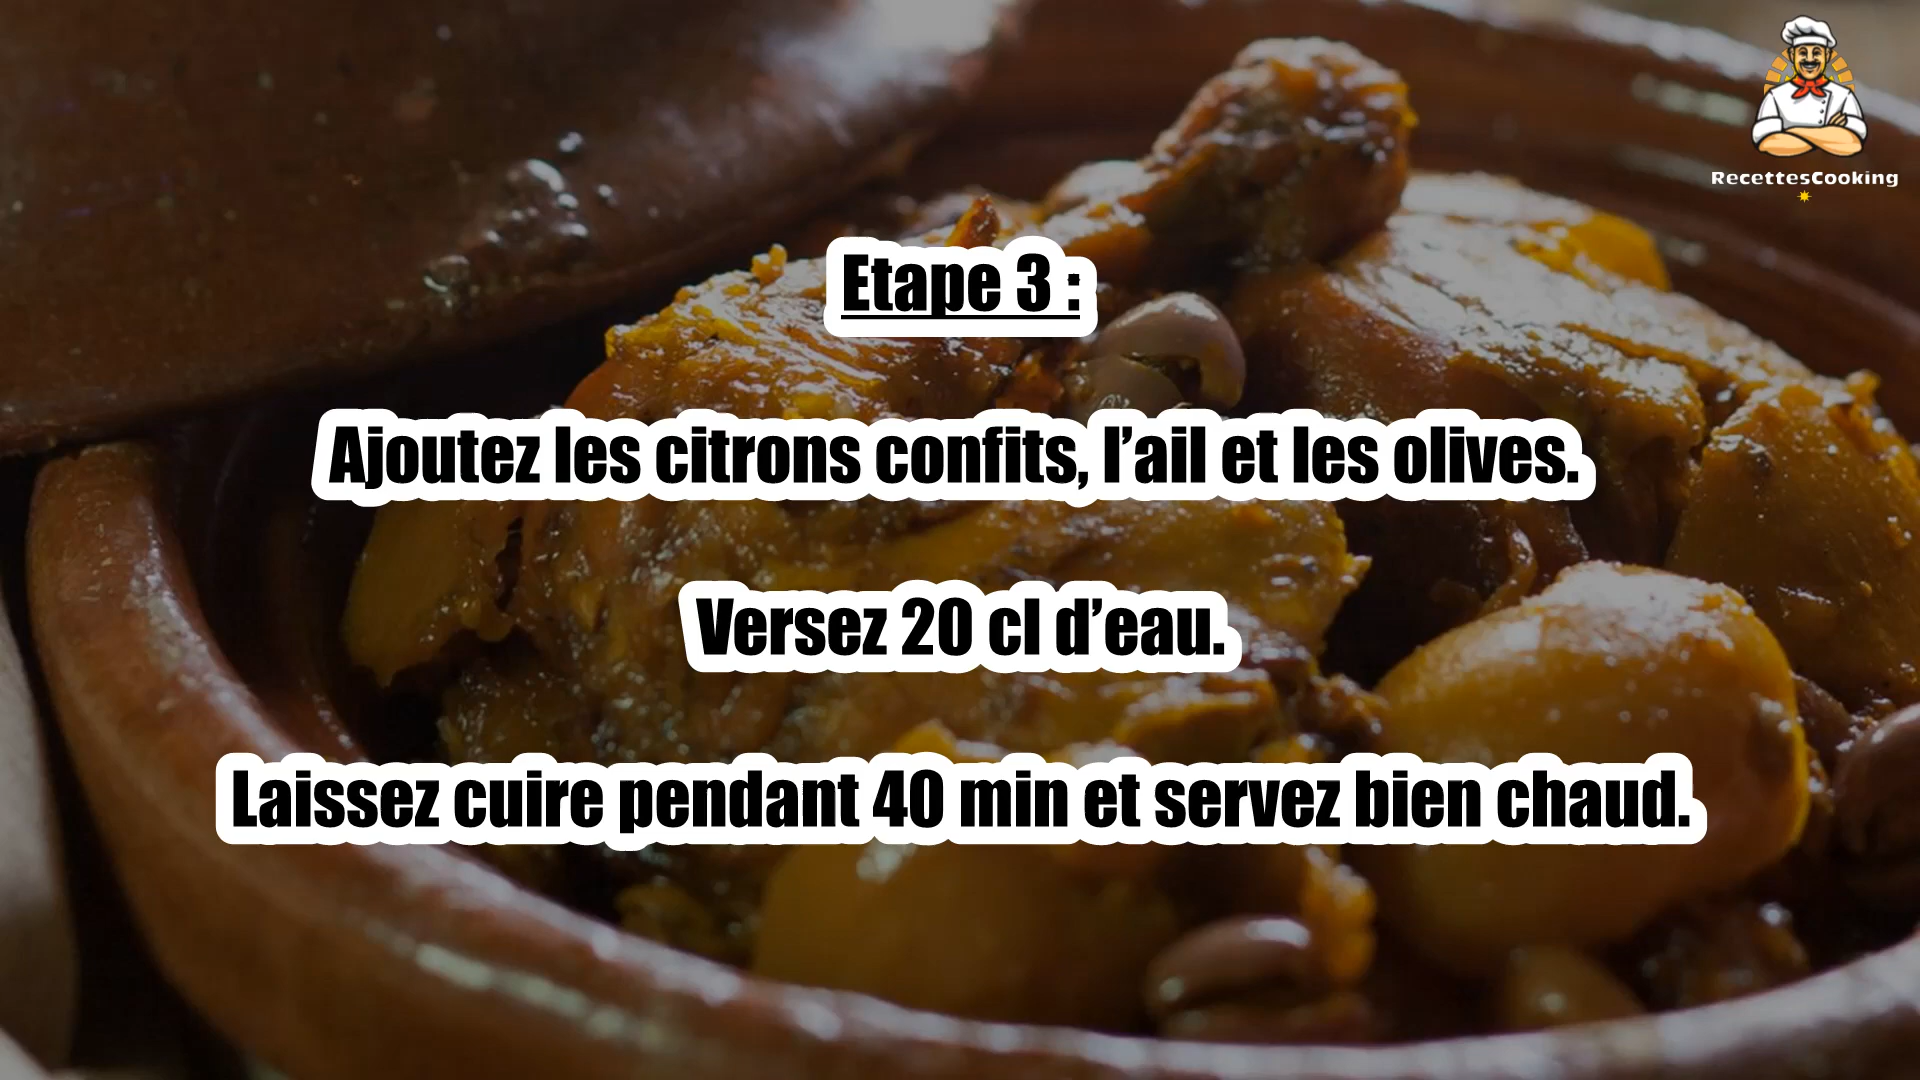 RecettesCooking
Etape 3 :
Ajoutez les citrons confits, l’ail et les olives.
Versez 20 cl d’eau.
Laissez cuire pendant 40 min et servez bien chaud.